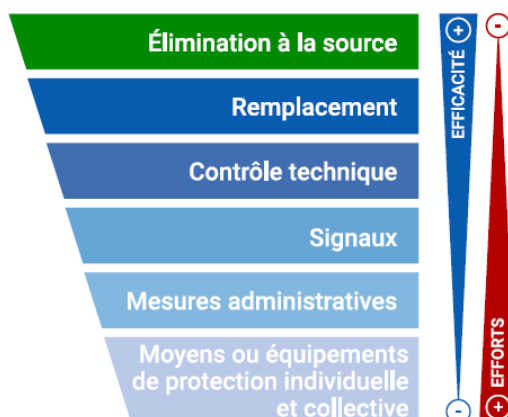 Élimination à la source
Remplacement
Contrôle technique
Signaux
Mesures administratives
Moyens ou équipements
de protection individuelle
et collective
+
EFFICACITÉ
-
-
EFFORTS
+